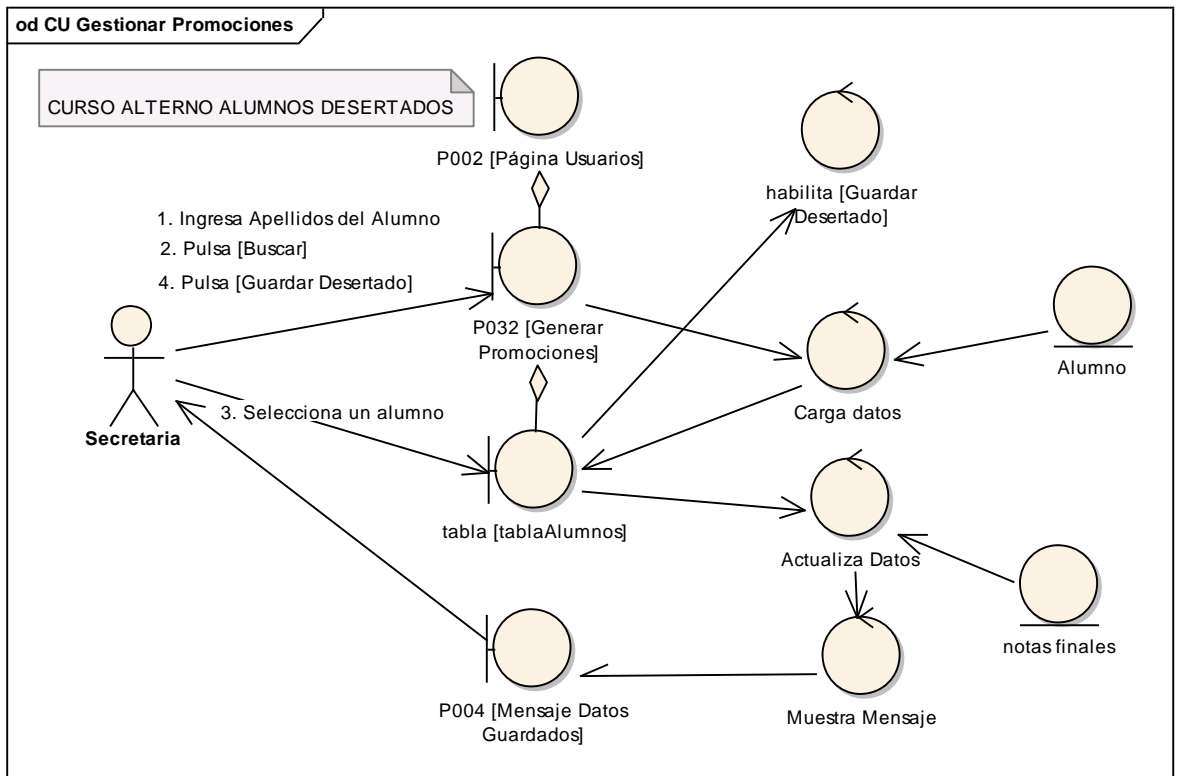 od CU Gestionar Promociones
CURSO ALTERNO ALUMNOS DESERTADOS
P002 [Página Usuarios]
habilita [Guardar
Desertado]
1. Ingresa Apellidos del Alumno
2. Pulsa [Buscar]
4. Pulsa [Guardar Desertado]
P032 [Generar
Promociones]
Alumno
Carga datos
3. Selecciona un alumno
Secretaria
tabla [tablaAlumnos]
Actualiza Datos
notas finales
P004 [Mensaje Datos
Guardados]
Muestra Mensaje